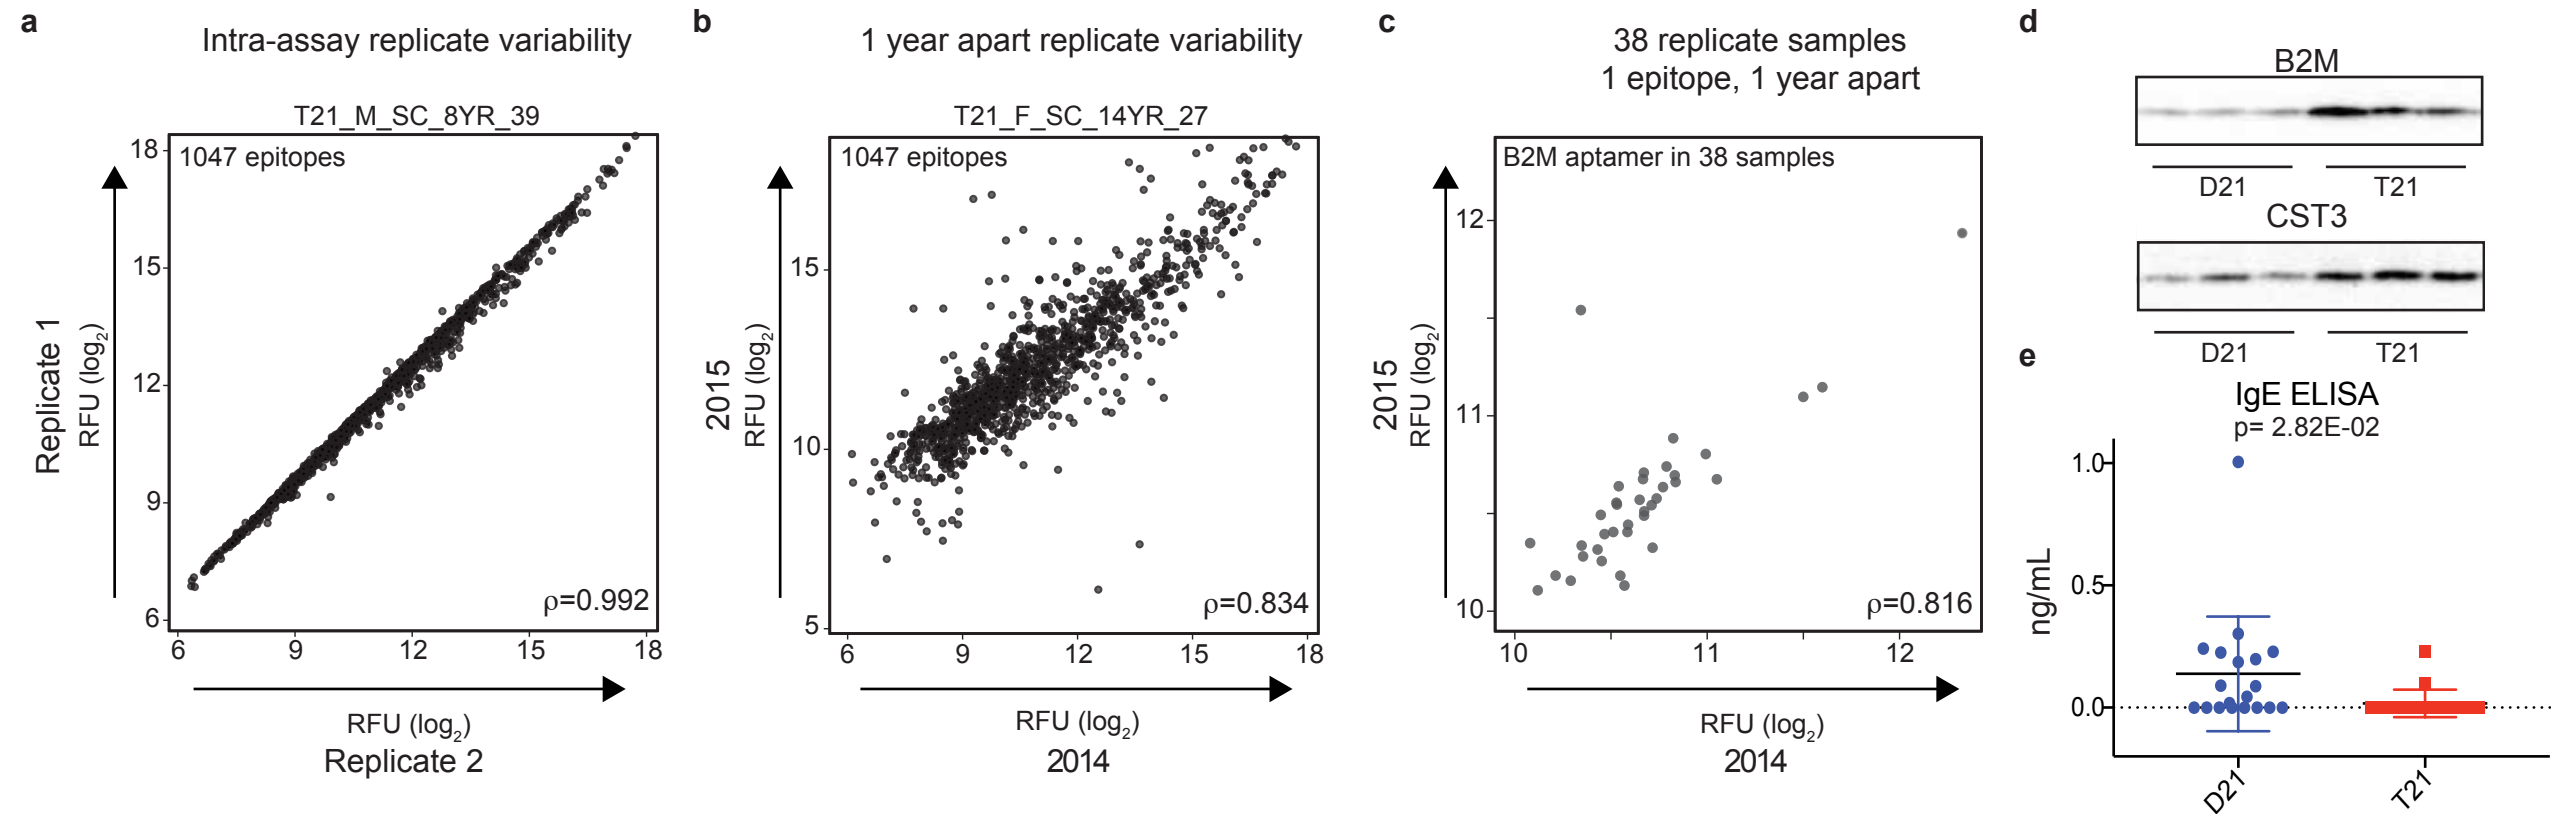 a
Intra-assay replicate variability
T21_M_SC_8YR_39
1047 epitopes
18
15
12
9
6
Replicate 1
RFU (log2)
ρ=0.992
6 9 12 15 18
RFU (log2)
Replicate 2
b
1 year apart replicate variability
T21_F_SC_14YR_27
1047 epitopes
15
10
5
2015
RFU (log2)
ρ=0.834
6 9 12 15 18
RFU (log2)
2014
c
38 replicate samples
1 epitope, 1 year apart
B2M aptamer in 38 samples
12
11
10
2015
RFU (log2)
ρ=0.816
10 11 12
RFU (log2)
2014
d
B2M
D21 T21
CST3
D21 T21
e
IgE ELISA
p= 2.82E-02
1.0
0.5
0.0
ng/mL
D21 T21